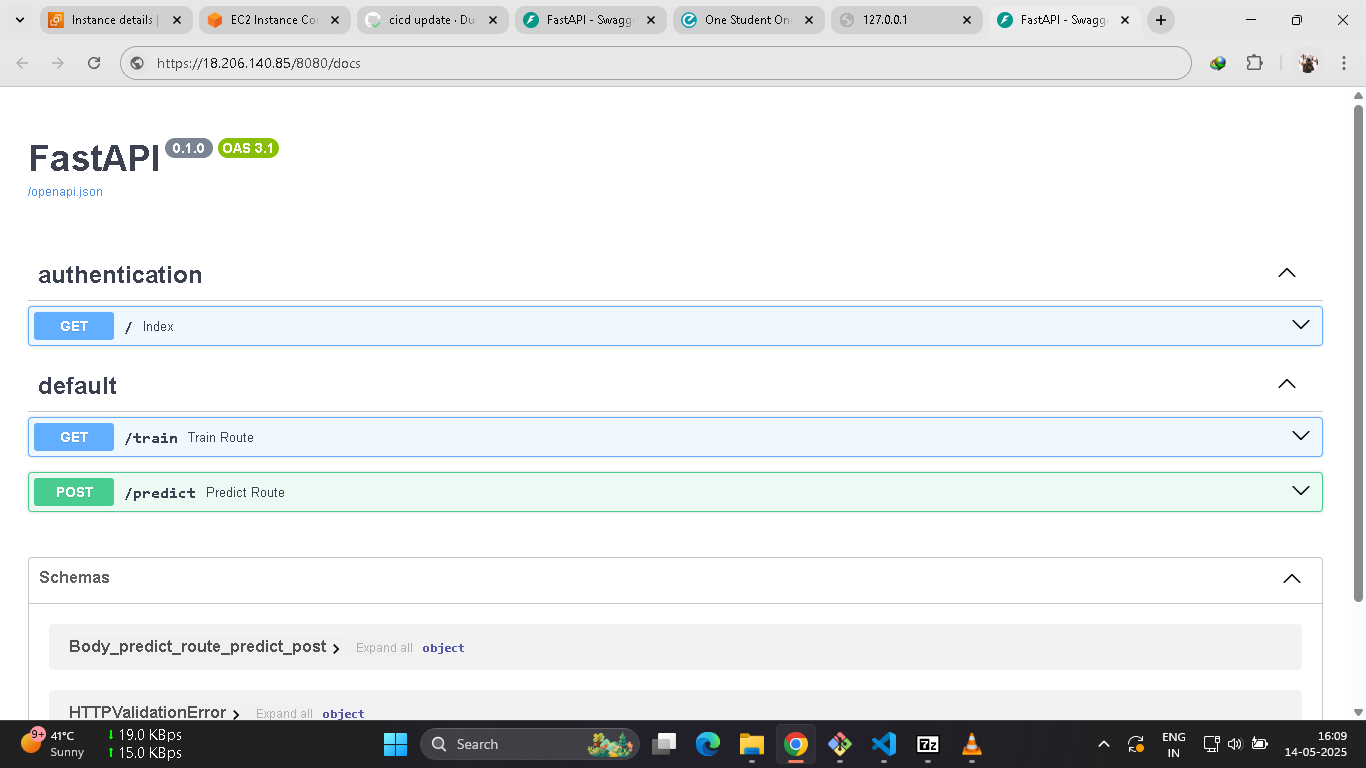 Instance details |
EC2 Instance Co
cicd update · Du
FastAPI - Swagg
One Student On
127.0.0.1
FastAPI - Swagg
https://18.206.140.85/8080/docs
FastAPI 0.1.0 OAS 3.1
/openapi.json
authentication
GET / Index
default
GET /train Train Route
POST /predict Predict Route
Schemas
Body_predict_route_predict_post Expand all object
HTTPValidationError Expand all object
9+ 41°C
Sunny
↓ 19.0 KBps
↑ 15.0 KBps
Search
7z
ENG
IN
16:09
14-05-2025